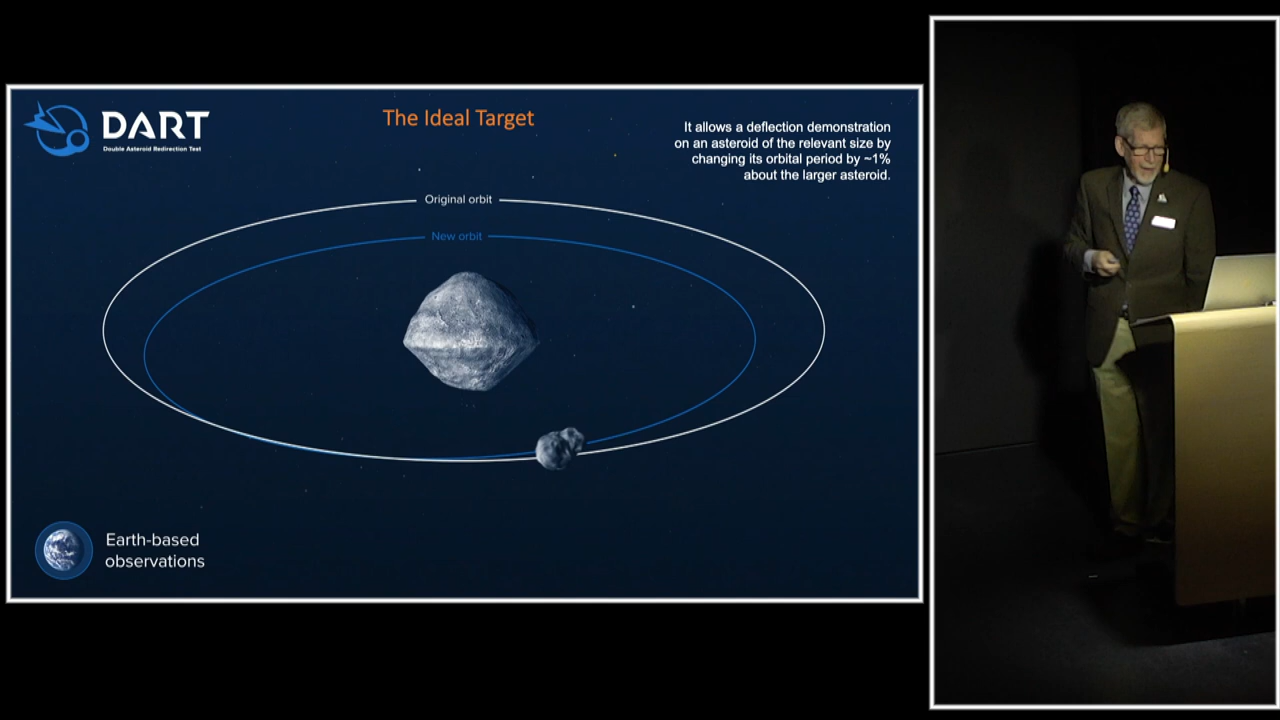 DART
Double Asteroid Redirection Test
The Ideal Target
It allows a deflection demonstration
on an asteroid of the relevant size by
changing its orbital period by ~1%
about the larger asteroid.
Original orbit
New orbit
Earth-based
observations